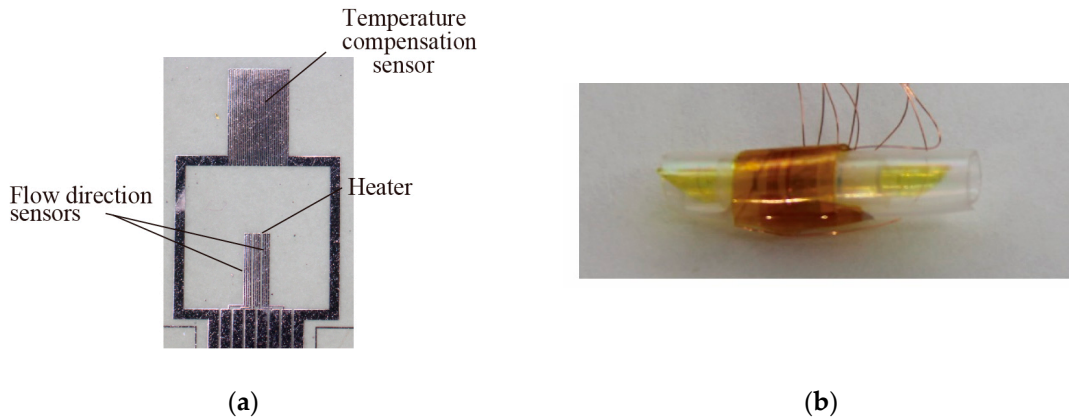 Temperature
compensation
sensor
Flow direction
sensors
Heater
(a)
(b)